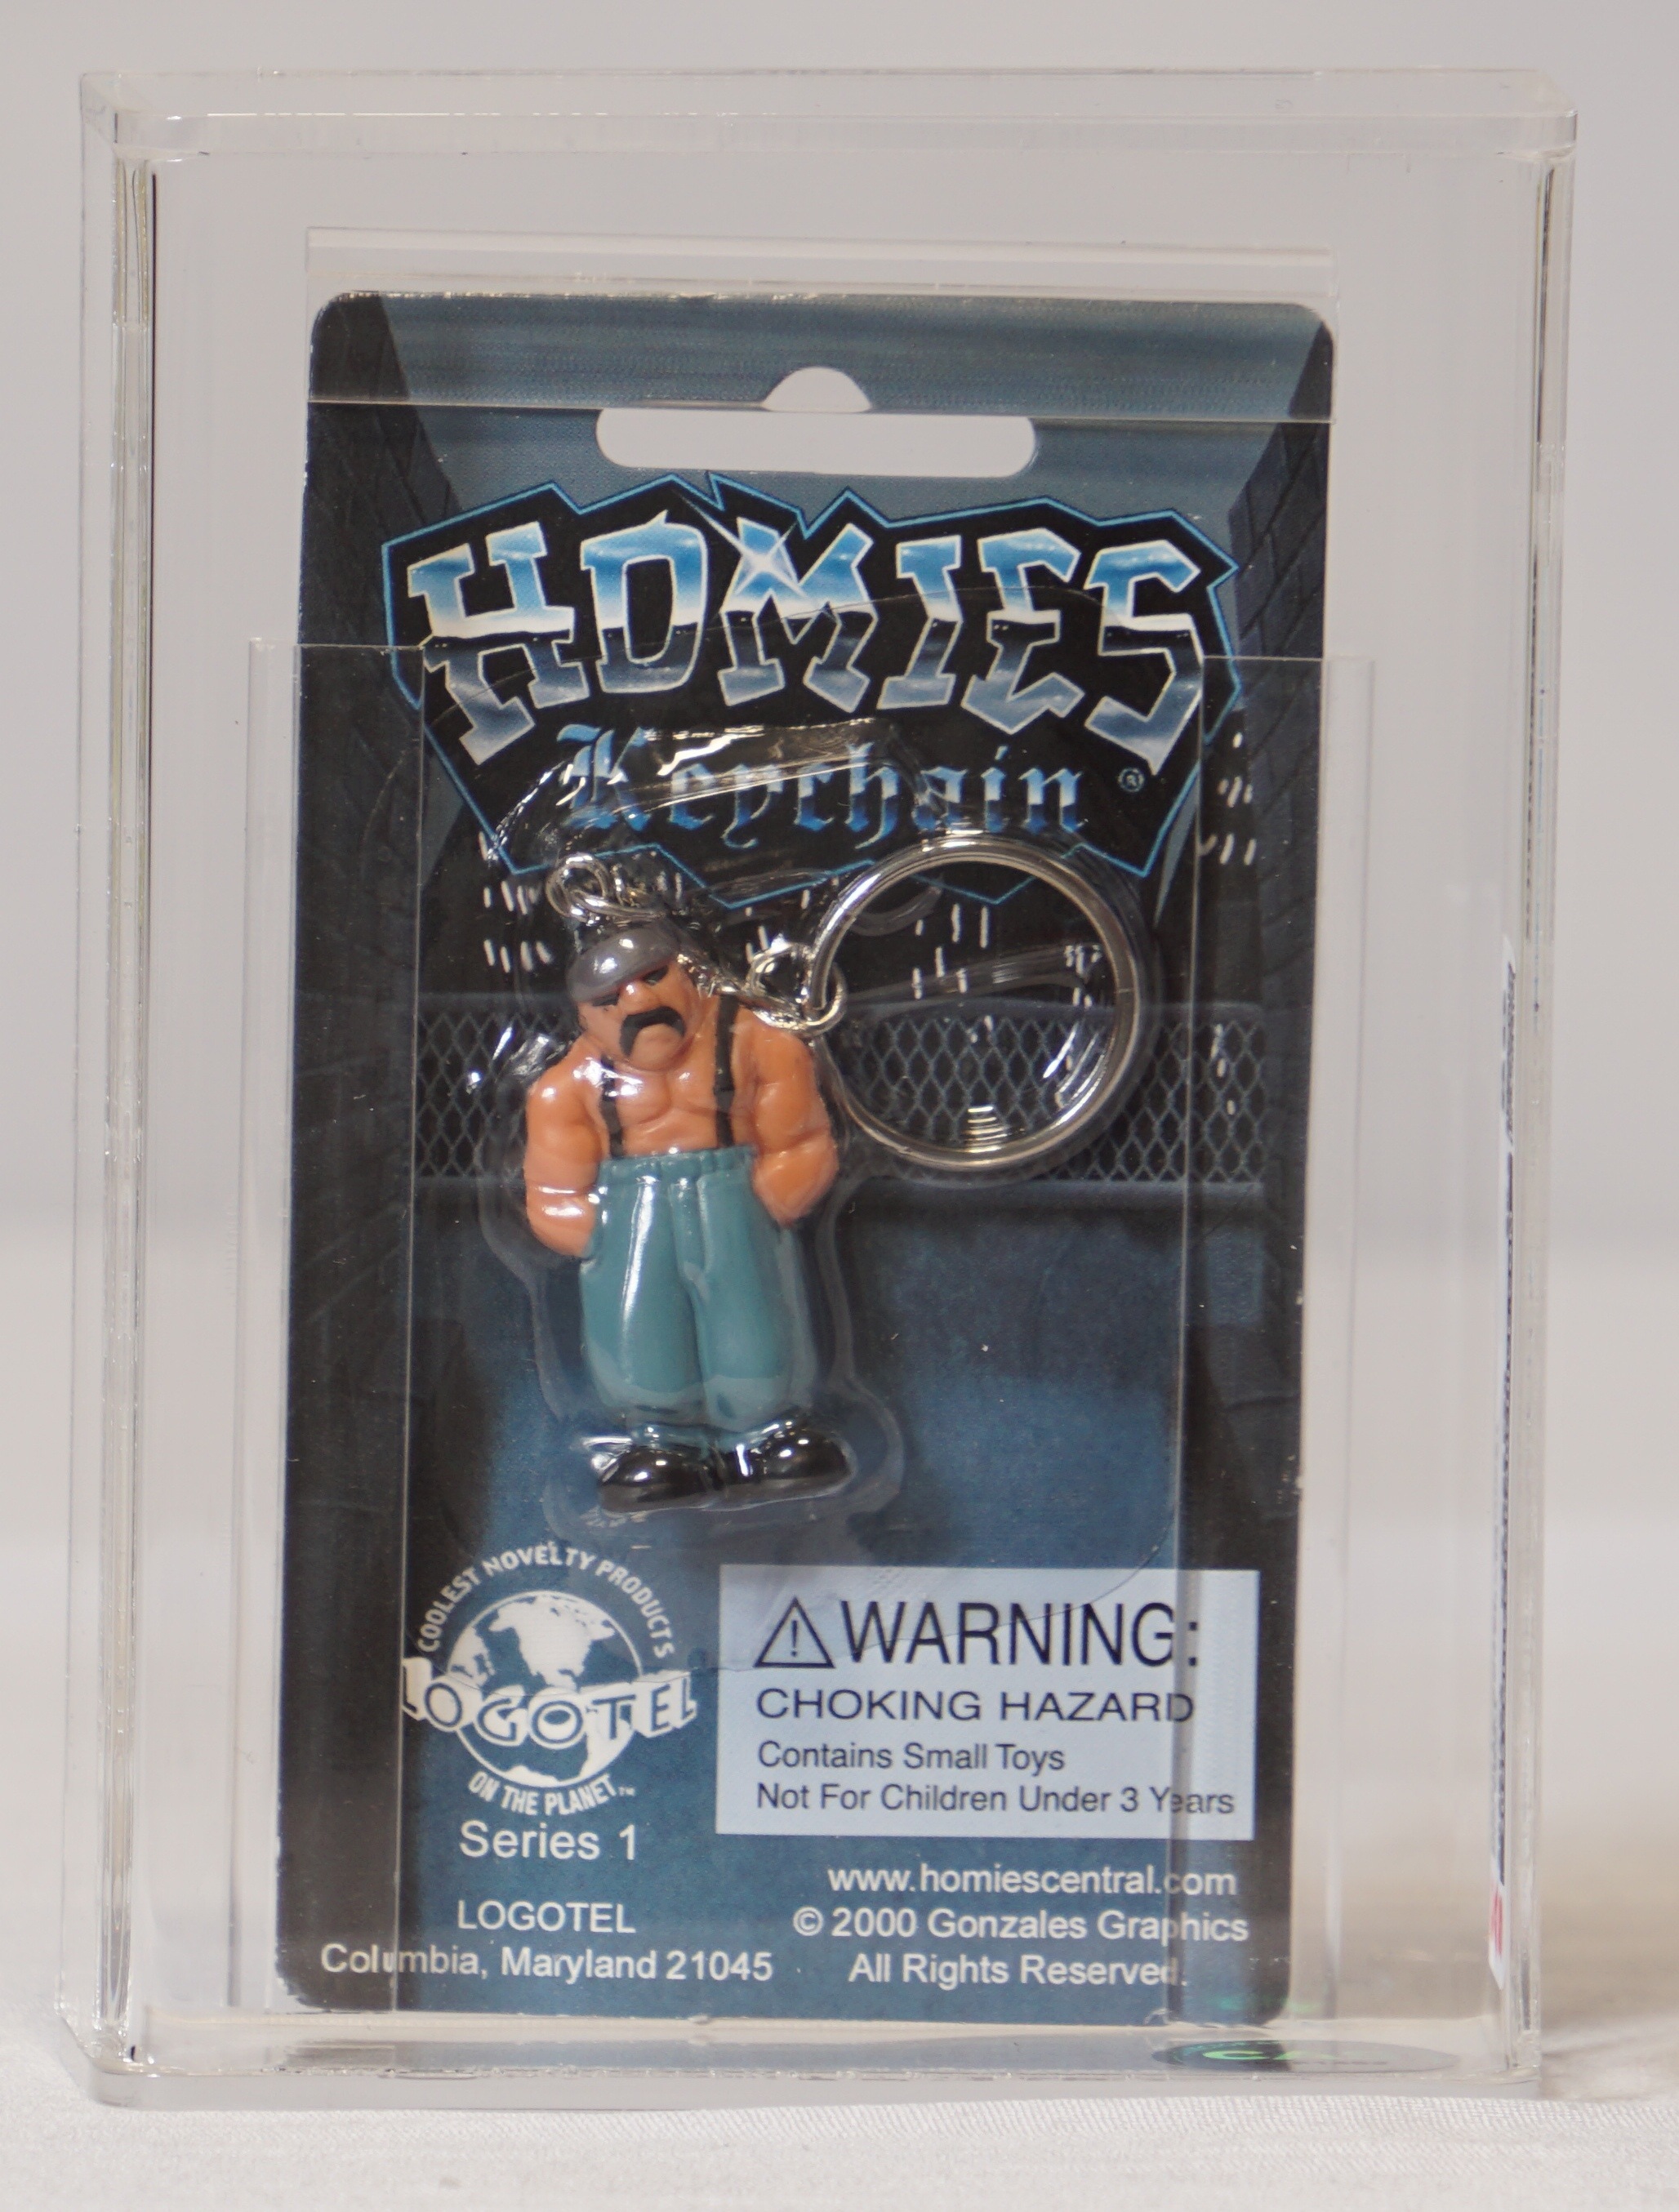 HOMIES
Keychain ®
COOLEST NOVELTY PRODUCTS
LOGOTEL
ON THE PLANET™
Series 1
LOGOTEL
Columbia, Maryland 21045
⚠WARNING:
CHOKING HAZARD
Contains Small Toys
Not For Children Under 3 Years
www.homiescentral.com
© 2000 Gonzales Graphics
All Rights Reserved.